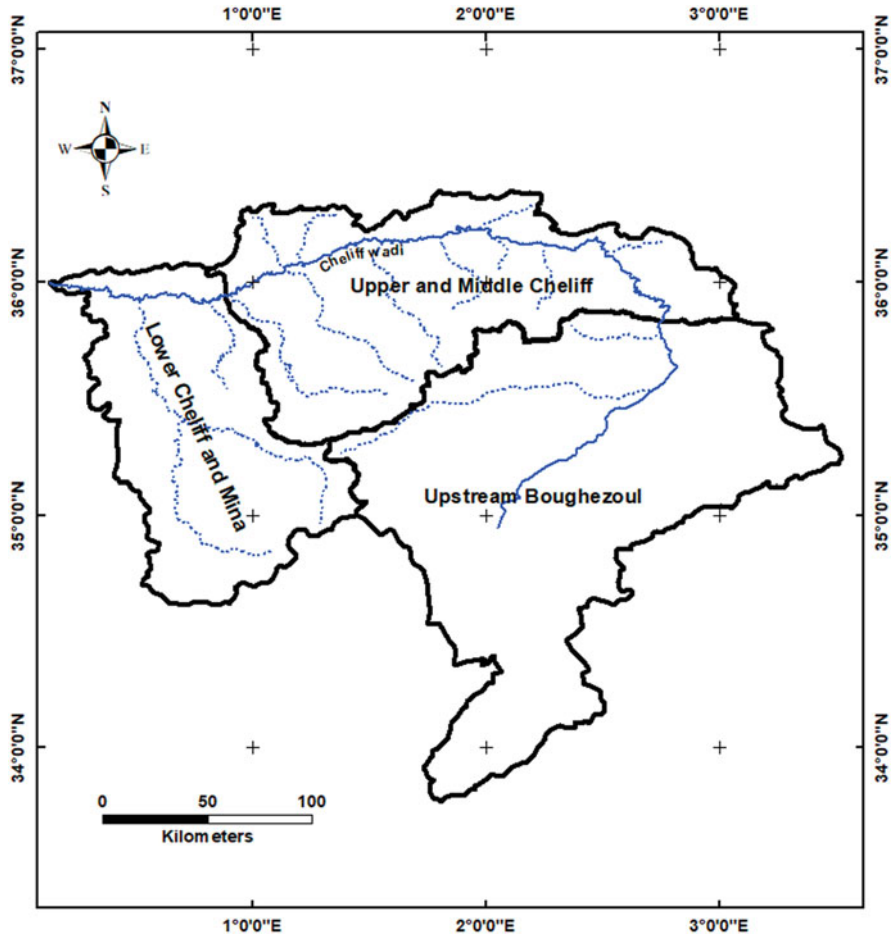 1°0'0"E 2°0'0"E 3°0'0"E
37°0'0"N
37°0'0"N
N
W E
S
Cheliff wadi
36°0'0"N
Upper and Middle Cheliff
36°0'0"N
Lower Cheliff and Mina
35°0'0"N
Upstream Boughezoul
35°0'0"N
34°0'0"N
34°0'0"N
0 50 100
Kilometers
1°0'0"E 2°0'0"E 3°0'0"E